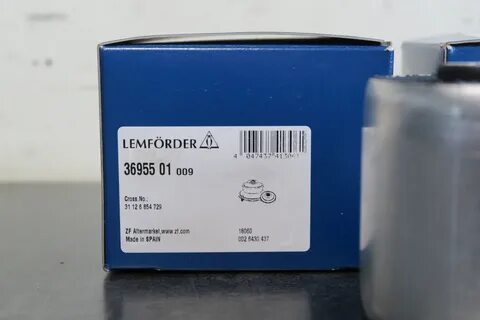 LEMFÖRDER
36955 01 009
Cross.No.:
31 12 6 854 729
ZF Aftermarket,www.zf.com
Made in SPAIN
18060
002 6430 437